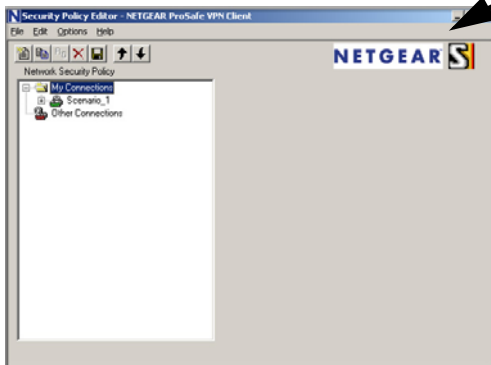 Security Policy Editor - NETGEAR ProSafe VPN Client
File Edit Options Help
NETGEAR
Network Security Policy
My Connections
Scenario_1
Other Connections